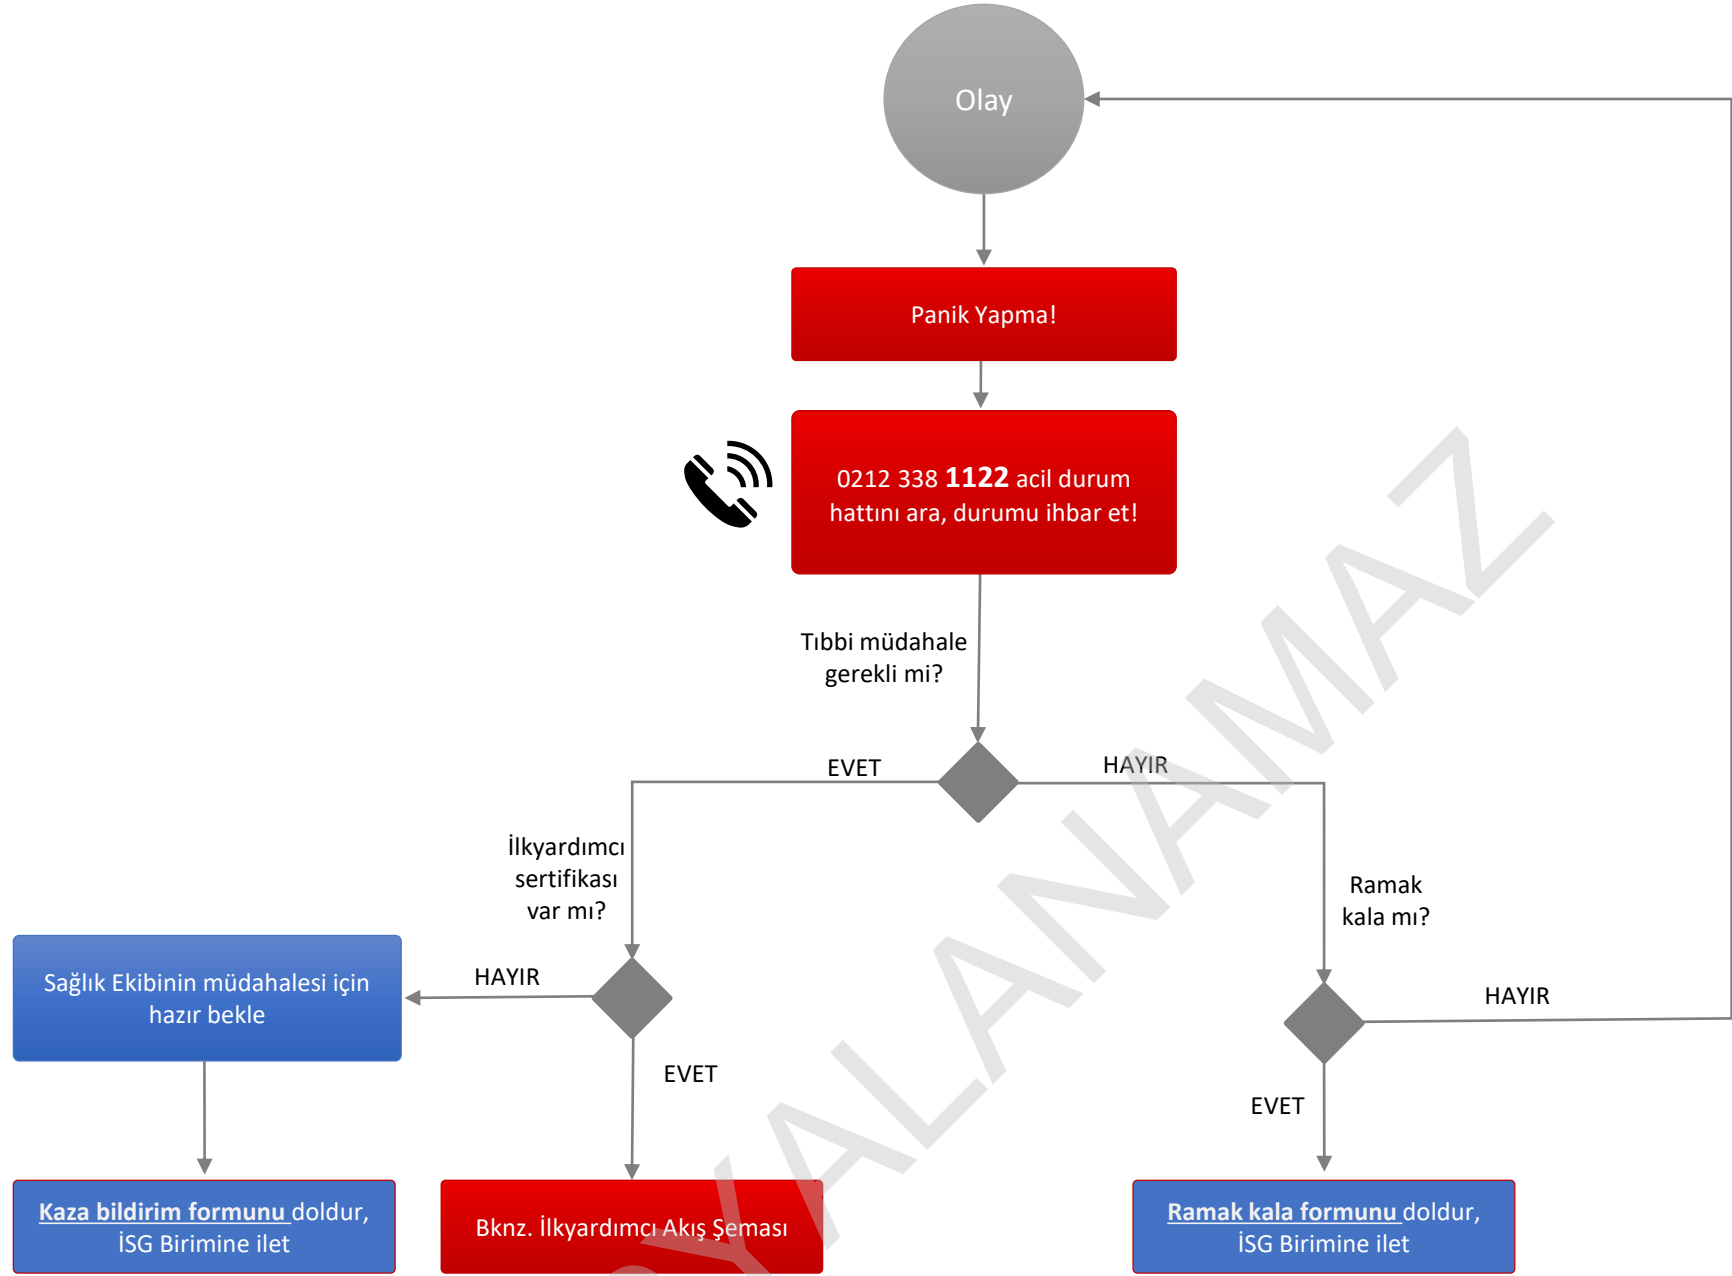 Olay
Panik Yapma!
0212 338 1122 acil durum
hattını ara, durumu ihbar et!
Tıbbi müdahale
gerekli mi?
EVET
HAYIR
İlkyardımcı
sertifikası
var mı?
Ramak
kala mı?
Sağlık Ekibinin müdahalesi için
hazır bekle
HAYIR
HAYIR
EVET
EVET
Kaza bildirim formunu doldur,
İSG Birimine ilet
Bknz. İlkyardımcı Akış Şeması
Ramak kala formunu doldur,
İSG Birimine ilet